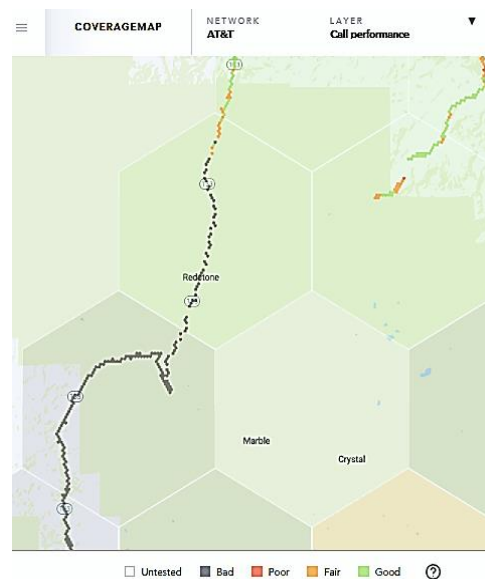 COVERAGEMAP
NETWORK
AT&T
LAYER
Call performance
Redstone
Marble
Crystal
Untested
Bad
Poor
Fair
Good
?